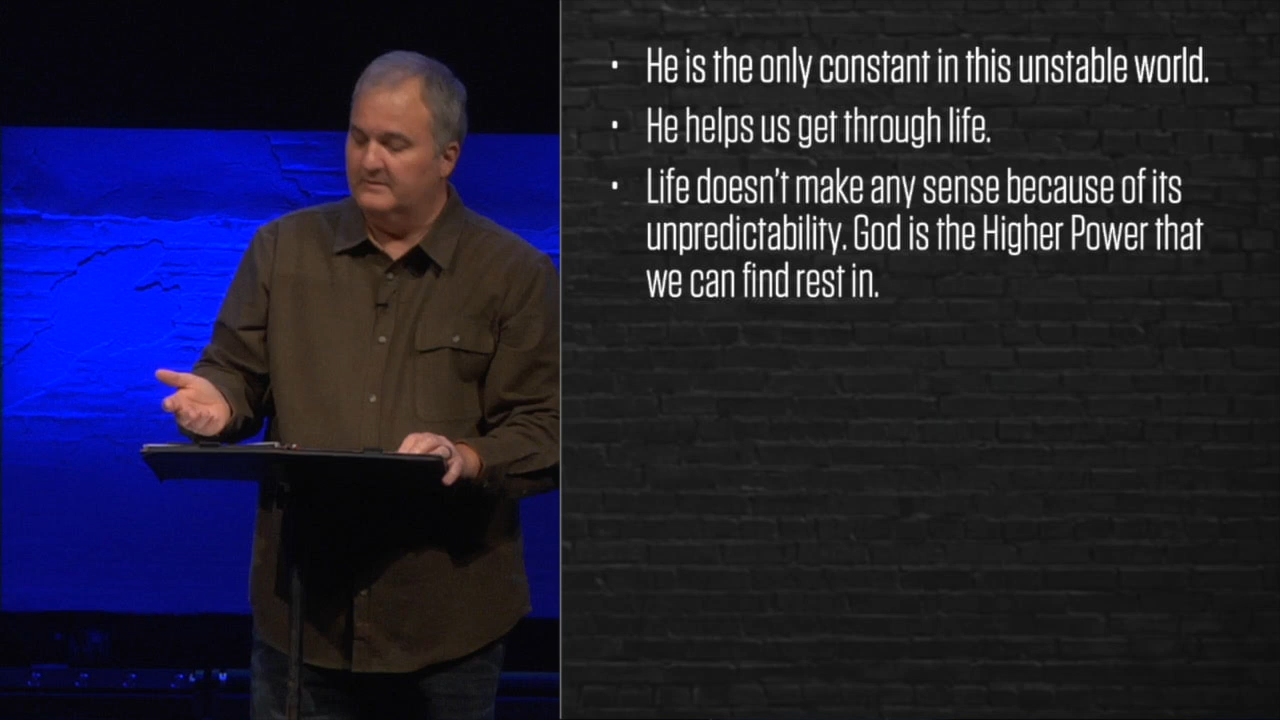 • He is the only constant in this unstable world.
• He helps us get through life.
• Life doesn't make any sense because of its
unpredictability. God is the Higher Power that
we can find rest in.